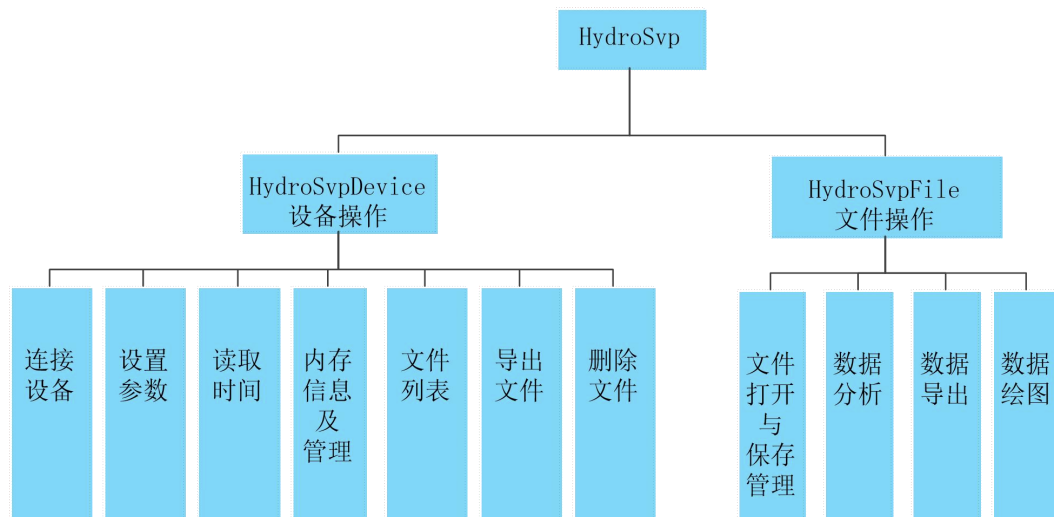 HydroSvp
HydroSvpDevice
设备操作
HydroSvpFile
文件操作
连接
设备
设置
参数
读取
时间
内存
信息
及
管理
文件
列表
导出
文件
删除
文件
文件
打开
与
保存
管理
数据
分析
数据
导出
数据
绘图